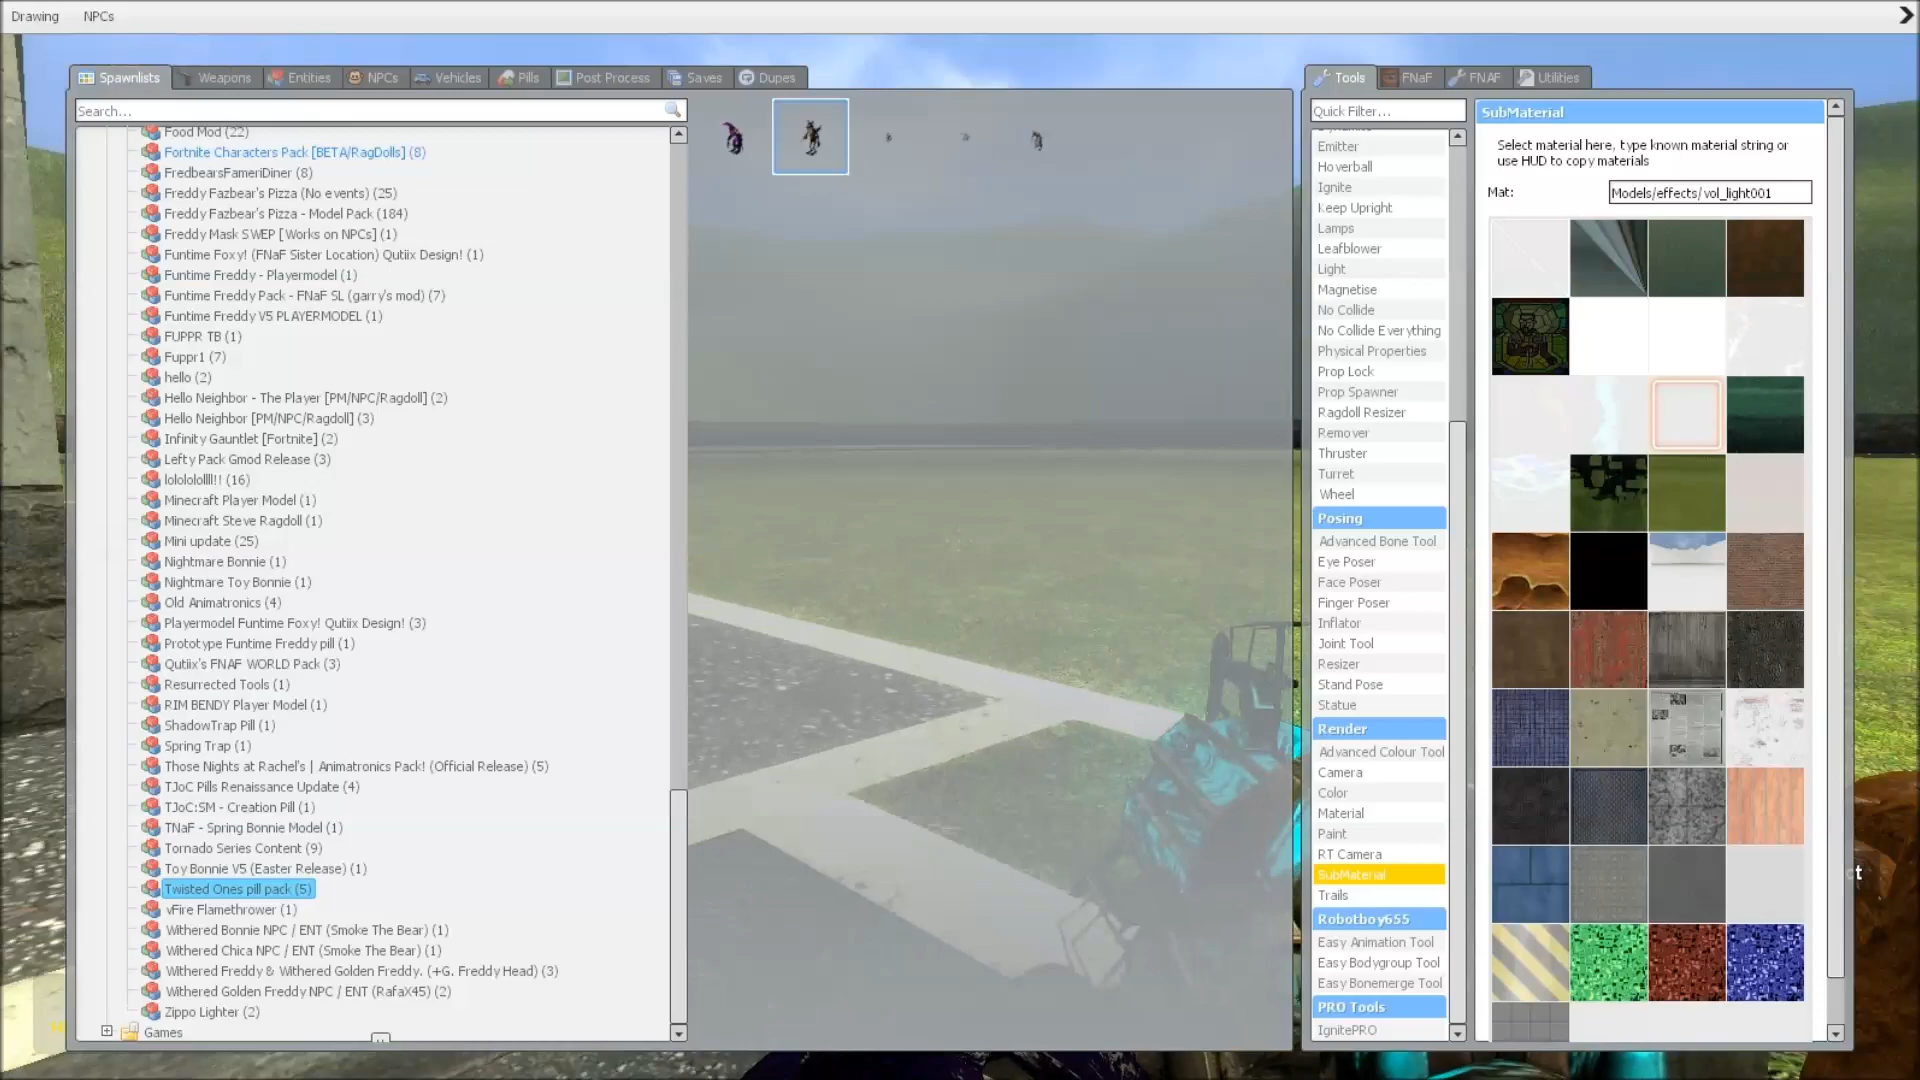 Drawing NPCs
Spawnlists Weapons Entities NPCs Vehicles Pills Post Process Saves Dupes
Search...
Food Mod (22)
Fortnite Characters Pack [BETA/RagDolls] (8)
FredbearsFameriDiner (8)
Freddy Fazbear's Pizza (No events) (25)
Freddy Fazbear's Pizza - Model Pack (184)
Freddy Mask SWEP [Works on NPCs] (1)
Funtime Foxy! (FNaF Sister Location) Qutiix Design! (1)
Funtime Freddy - Playermodel (1)
Funtime Freddy Pack - FNaF SL (garry's mod) (7)
Funtime Freddy V5 PLAYERMODEL (1)
FUPPR TB (1)
Fuppr1 (7)
hello (2)
Hello Neighbor - The Player [PM/NPC/Ragdoll] (2)
Hello Neighbor [PM/NPC/Ragdoll] (3)
Infinity Gauntlet [Fortnite] (2)
Lefty Pack Gmod Release (3)
lolololollll!! (16)
Minecraft Player Model (1)
Minecraft Steve Ragdoll (1)
Mini update (25)
Nightmare Bonnie (1)
Nightmare Toy Bonnie (1)
Old Animatronics (4)
Playermodel Funtime Foxy! Qutiix Design! (3)
Prototype Funtime Freddy pill (1)
Qutiix's FNAF WORLD Pack (3)
Resurrected Tools (1)
RIM BENDY Player Model (1)
ShadowTrap Pill (1)
Spring Trap (1)
Those Nights at Rachel's | Animatronics Pack! (Official Release) (5)
TJoC Pills Renaissance Update (4)
TJoC:SM - Creation Pill (1)
TNaF - Spring Bonnie Model (1)
Tornado Series Content (9)
Toy Bonnie V5 (Easter Release) (1)
Twisted Ones pill pack (5)
vFire Flamethrower (1)
Withered Bonnie NPC / ENT (Smoke The Bear) (1)
Withered Chica NPC / ENT (Smoke The Bear) (1)
Withered Freddy & Withered Golden Freddy. (+G. Freddy Head) (3)
Withered Golden Freddy NPC / ENT (RafaX45) (2)
Zippo Lighter (2)
Games
Tools FNaF FNAF Utilities
Quick Filter...
Emitter
Hoverball
Ignite
Keep Upright
Lamps
Leafblower
Light
Magnetise
No Collide
No Collide Everything
Physical Properties
Prop Lock
Prop Spawner
Ragdoll Resizer
Remover
Thruster
Turret
Wheel
Posing
Advanced Bone Tool
Eye Poser
Face Poser
Finger Poser
Inflator
Joint Tool
Resizer
Stand Pose
Statue
Render
Advanced Colour Tool
Camera
Color
Material
Paint
RT Camera
SubMaterial
Trails
Robotboy655
Easy Animation Tool
Easy Bodygroup Tool
Easy Bonemerge Tool
PRO Tools
IgnitePRO
SubMaterial
Select material here, type known material string or
use HUD to copy materials
Mat: Models/effects/vol_light001